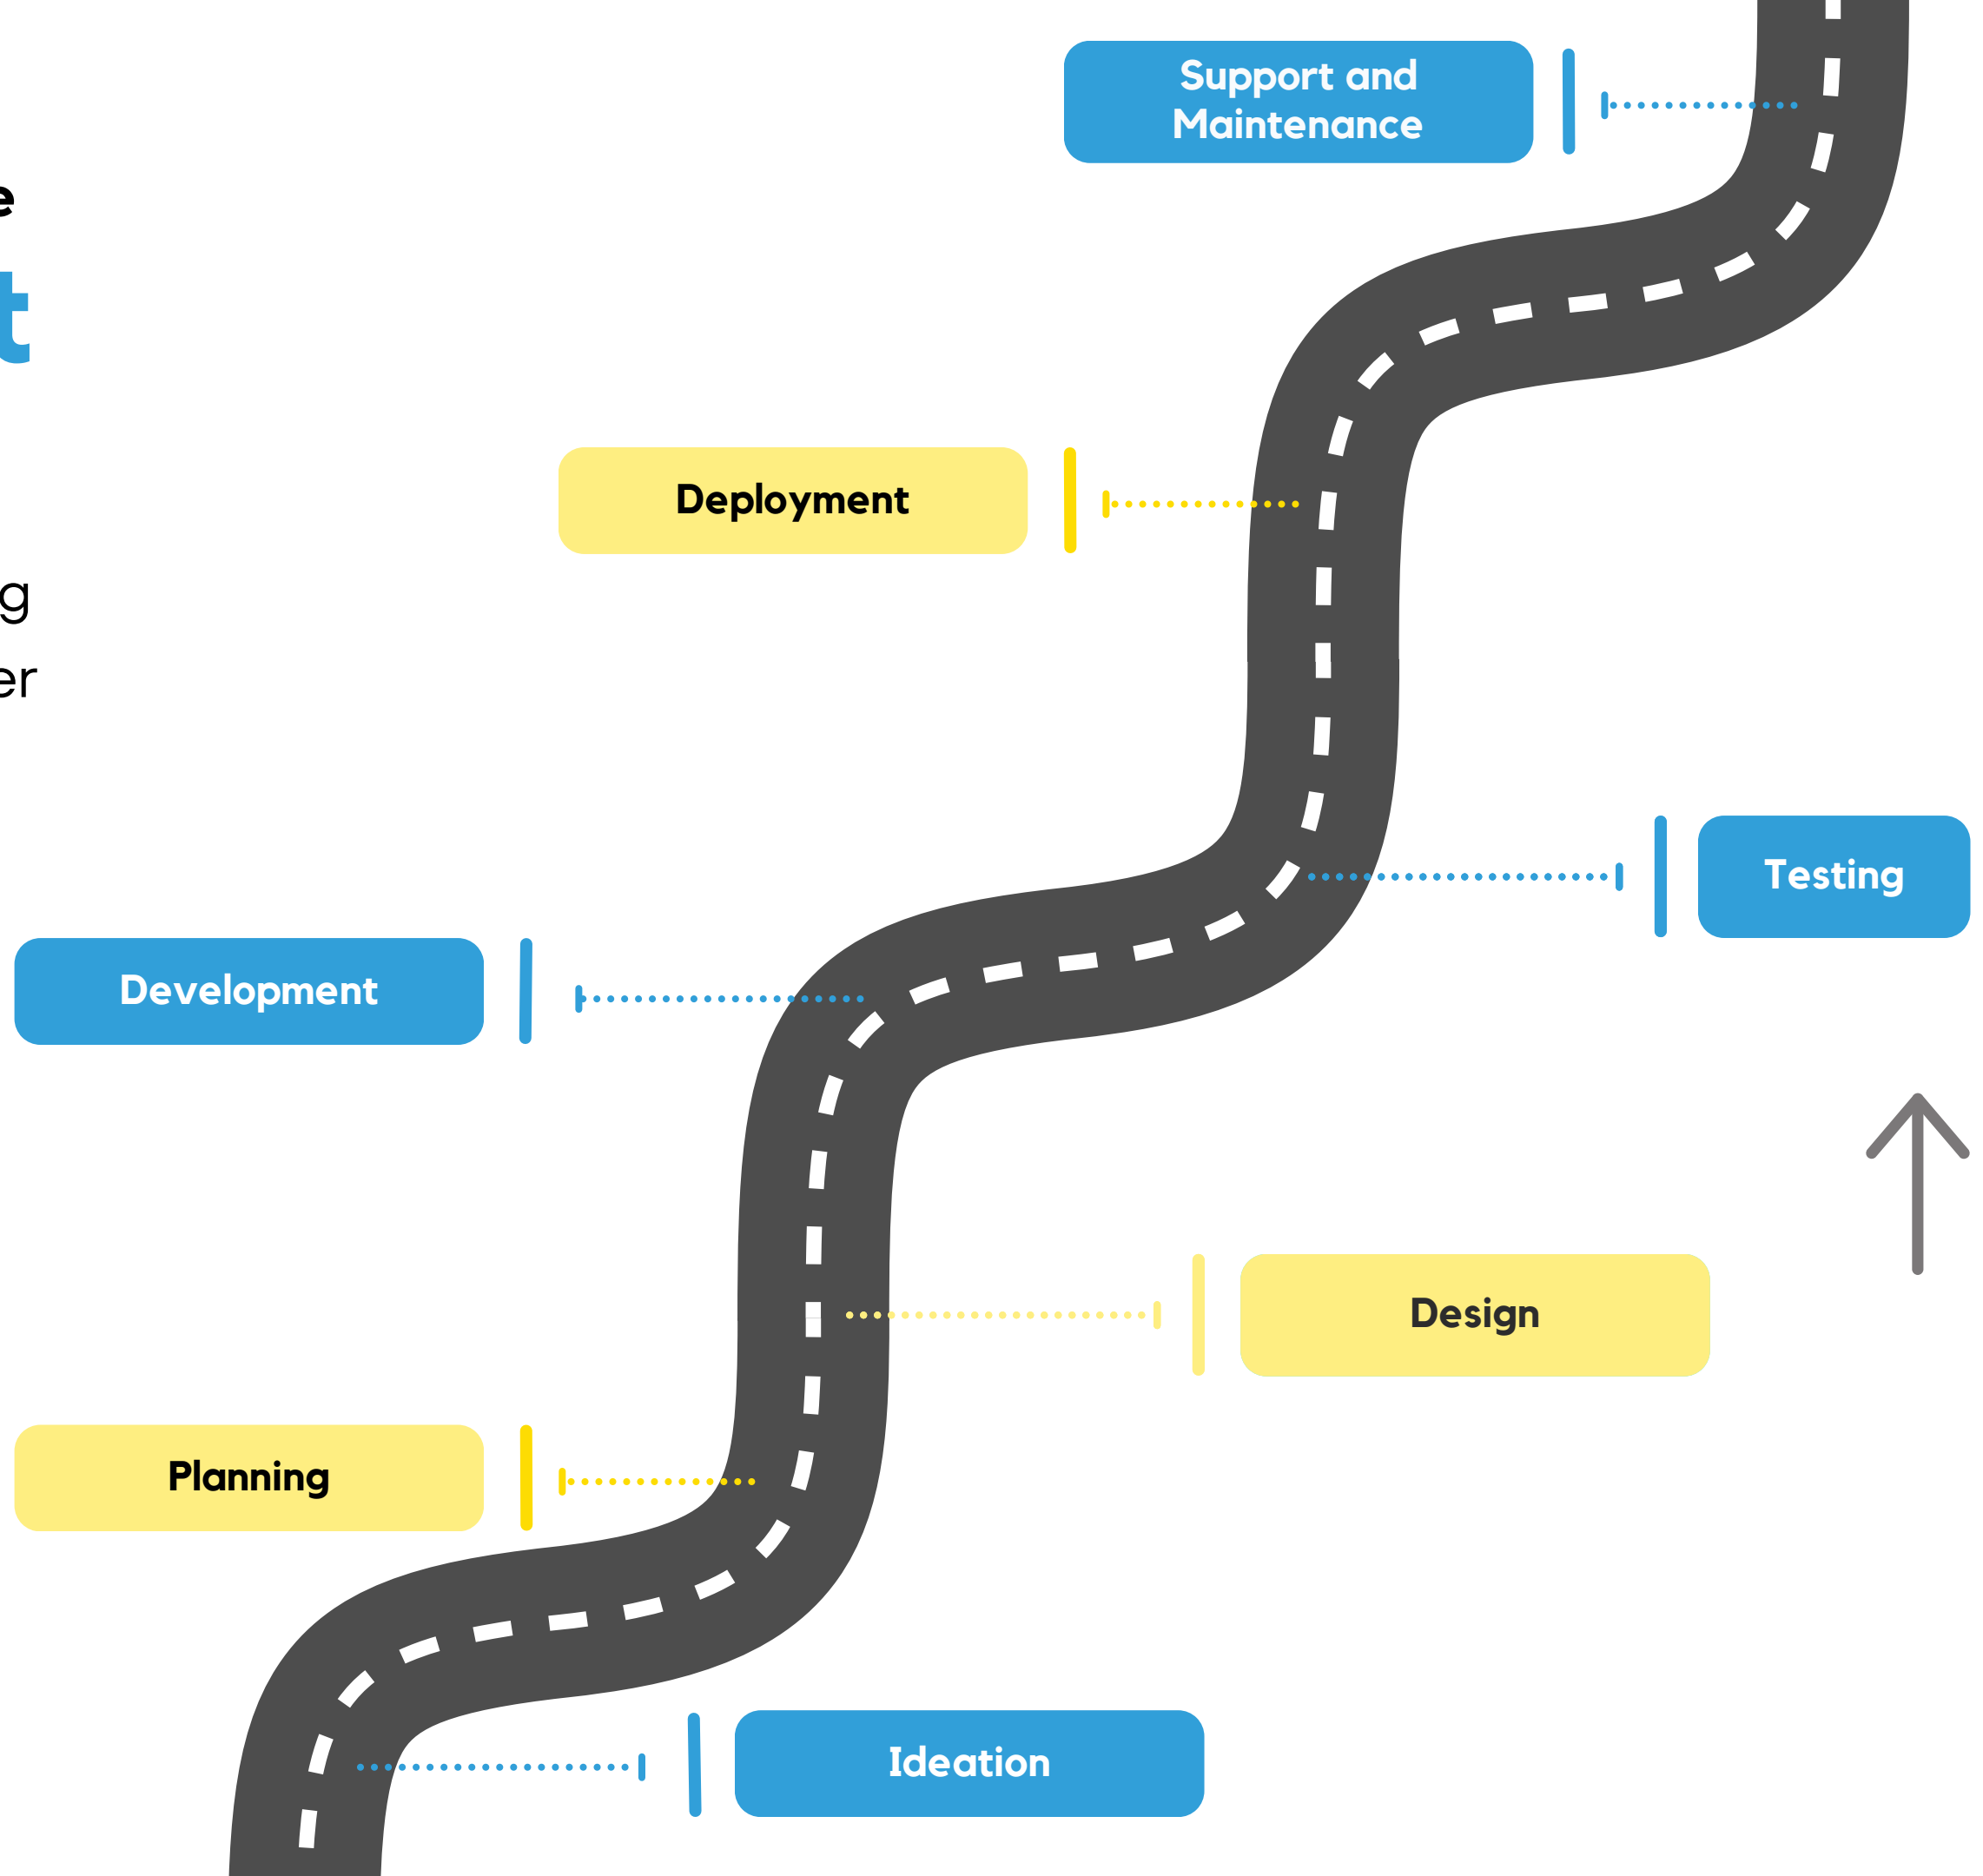 Support and
Maintenance
Deployment
Testing
Development
Design
Planning
Ideation